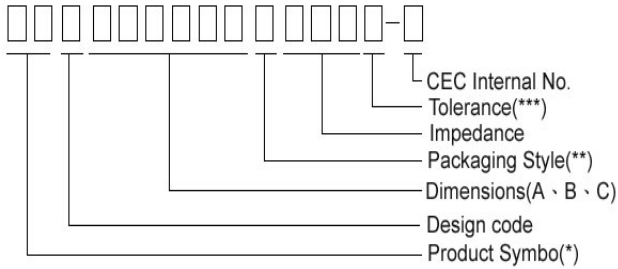 CEC Internal No.
Tolerance(***)
Impedance
Packaging Style(**)
Dimensions(A、B、C)
Design code
Product Symbo(*)